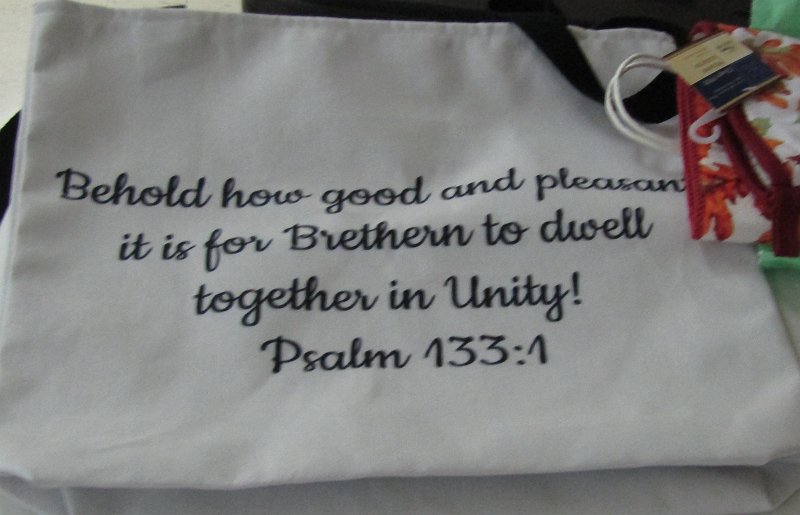 Behold how good and pleasan
it is for Brethern to dwell
together in Unity!
Psalm 133:1